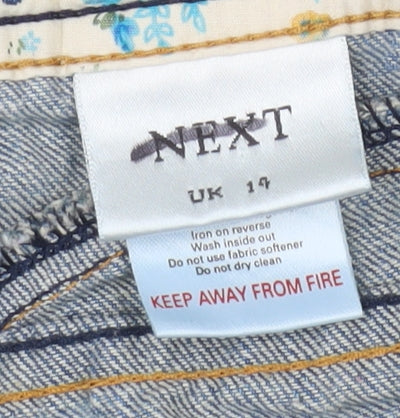 NEXT
UK 14
Iron on reverse
Wash inside out
Do not use fabric softener
Do not dry clean
KEEP AWAY FROM FIRE